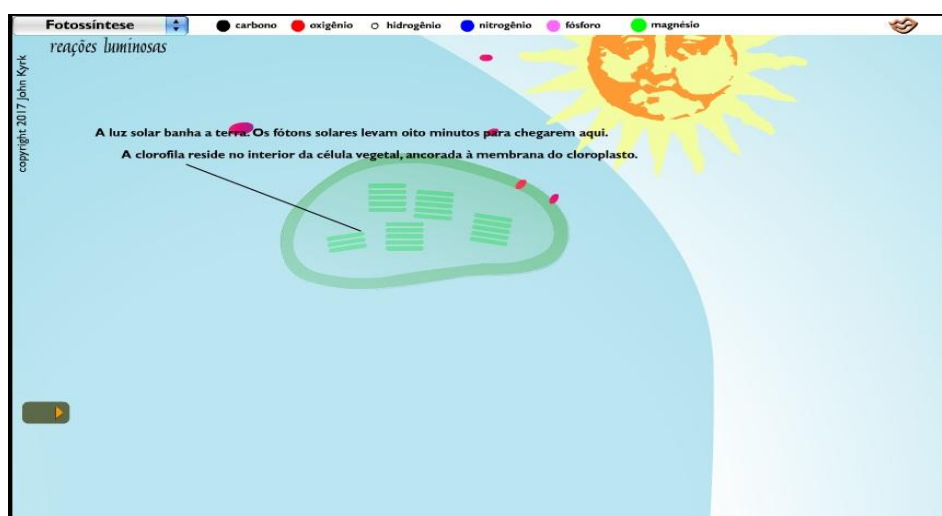 Fotossíntese
carbono oxigênio hidrogênio nitrogênio fósforo magnésio
reações luminosas
copyright 2017 John Kyrk
A luz solar banha a terra. Os fótons solares levam oito minutos para chegarem aqui.
A clorofila reside no interior da célula vegetal, ancorada à membrana do cloroplasto.